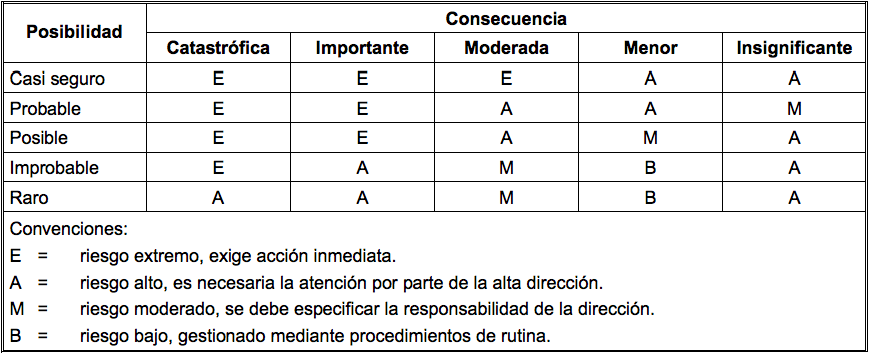 Posibilidad Consecuencia
Catastrófica Importante Moderada Menor Insignificante
Casi seguro E E E A A
Probable E E A A M
Posible E E A M A
Improbable E A M B A
Raro A A M B A
Convenciones:
E = riesgo extremo, exige acción inmediata.
A = riesgo alto, es necesaria la atención por parte de la alta dirección.
M = riesgo moderado, se debe especificar la responsabilidad de la dirección.
B = riesgo bajo, gestionado mediante procedimientos de rutina.